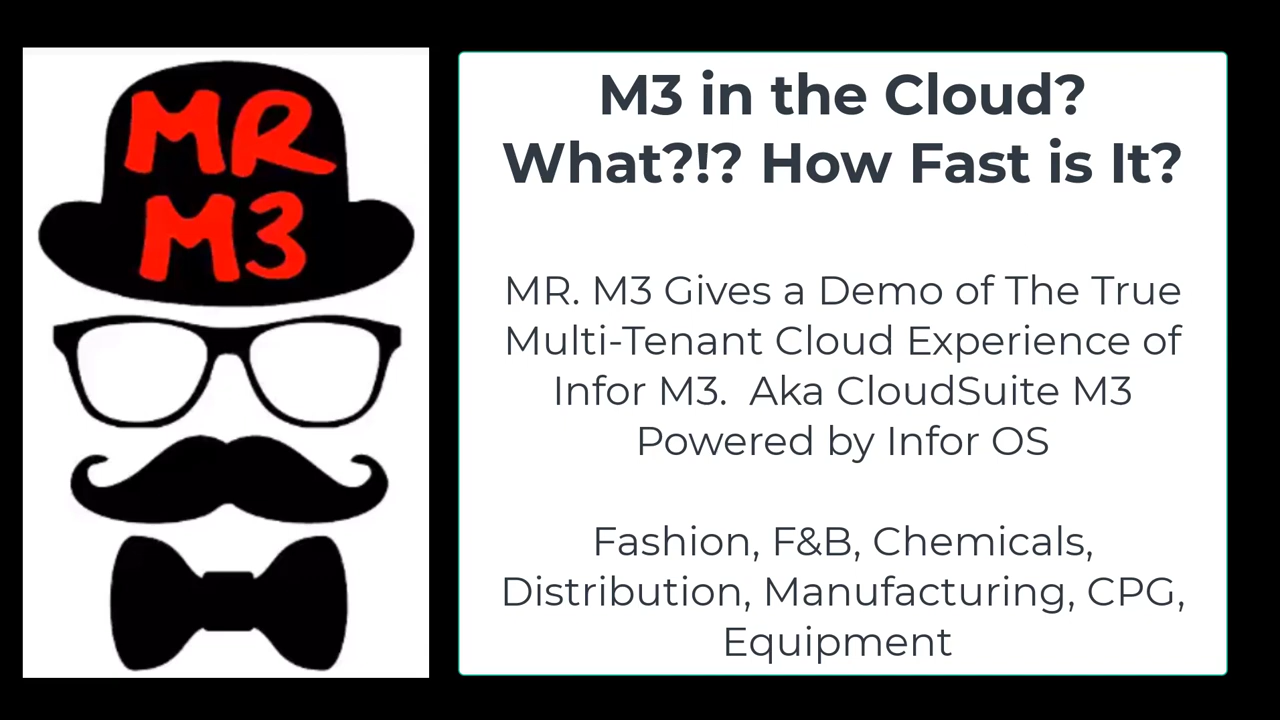 MR
M3
M3 in the Cloud?
What?!? How Fast is It?
MR. M3 Gives a Demo of The True
Multi-Tenant Cloud Experience of
Infor M3.  Aka CloudSuite M3
Powered by Infor OS
Fashion, F&B, Chemicals,
Distribution, Manufacturing, CPG,
Equipment